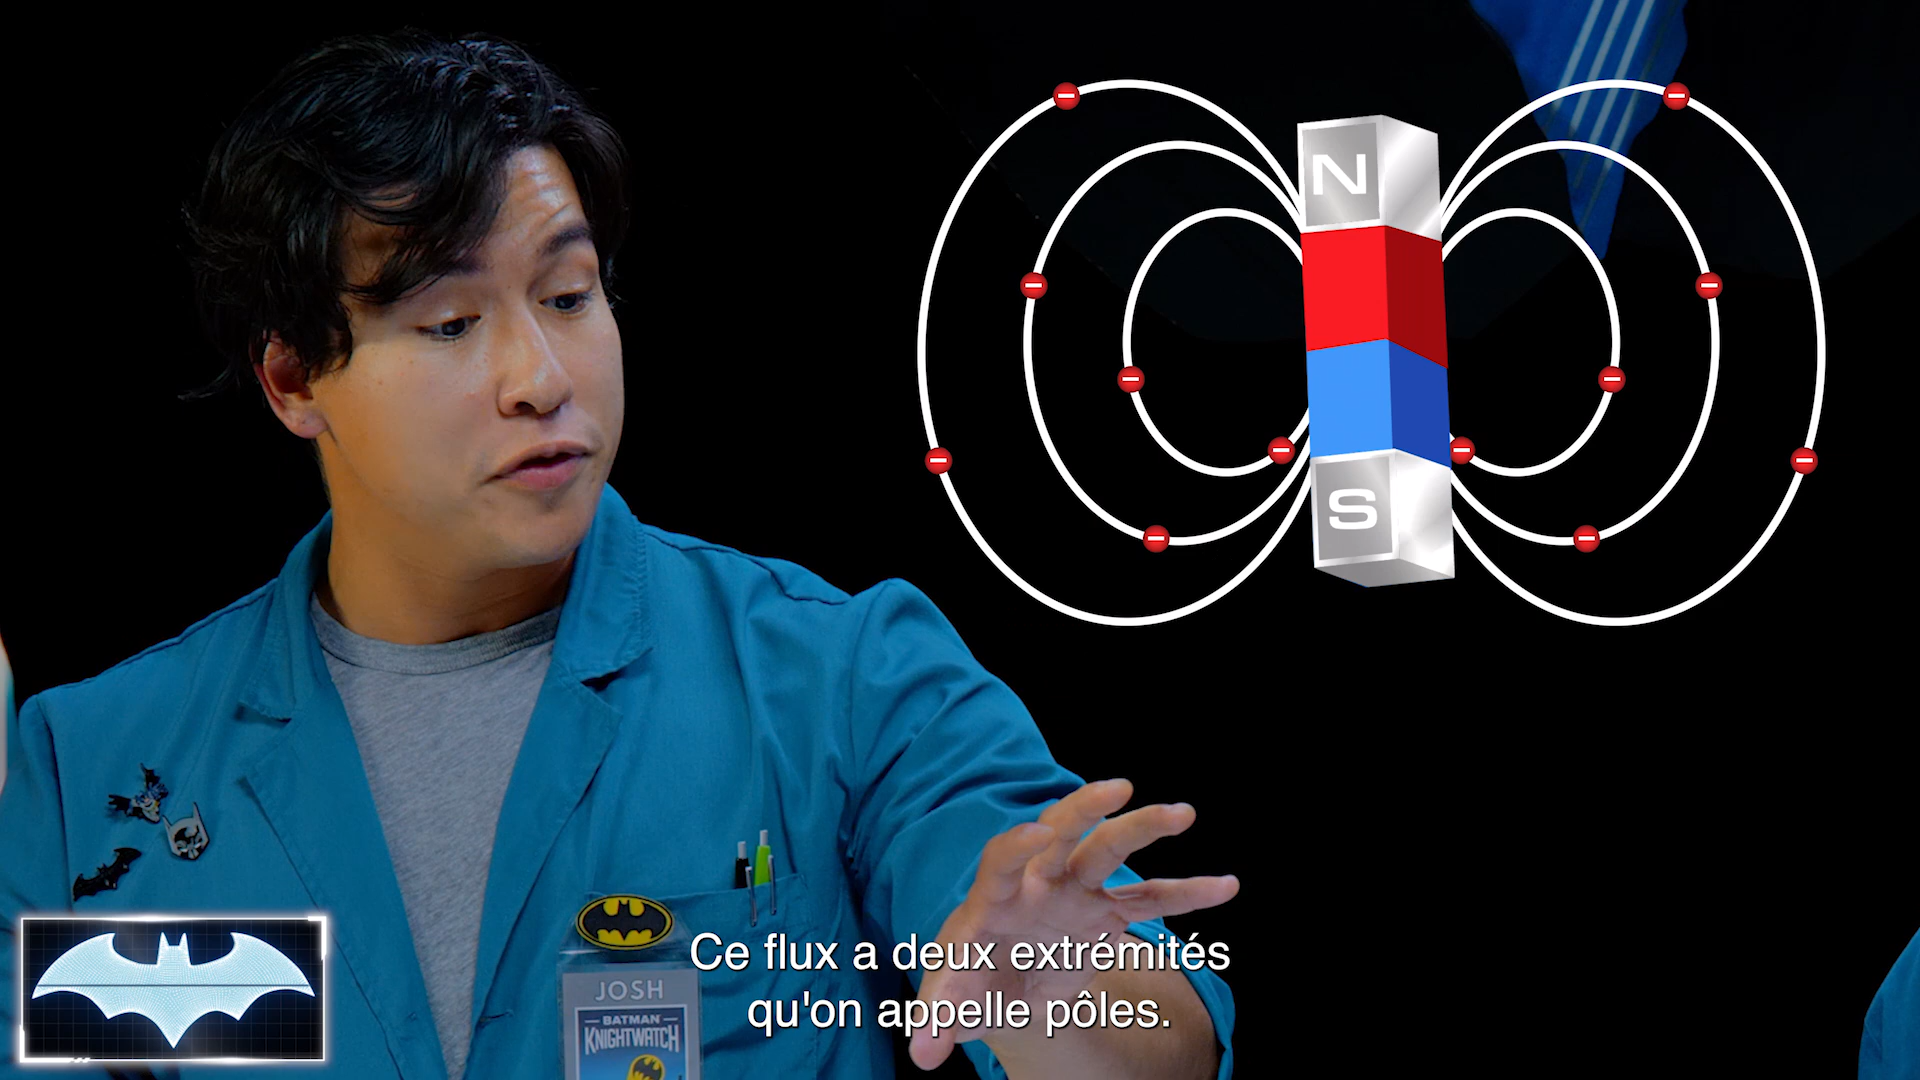 N
S
Ce flux a deux extrémités
qu'on appelle pôles.
JOSH
BATMAN
KNIGHTWATCH